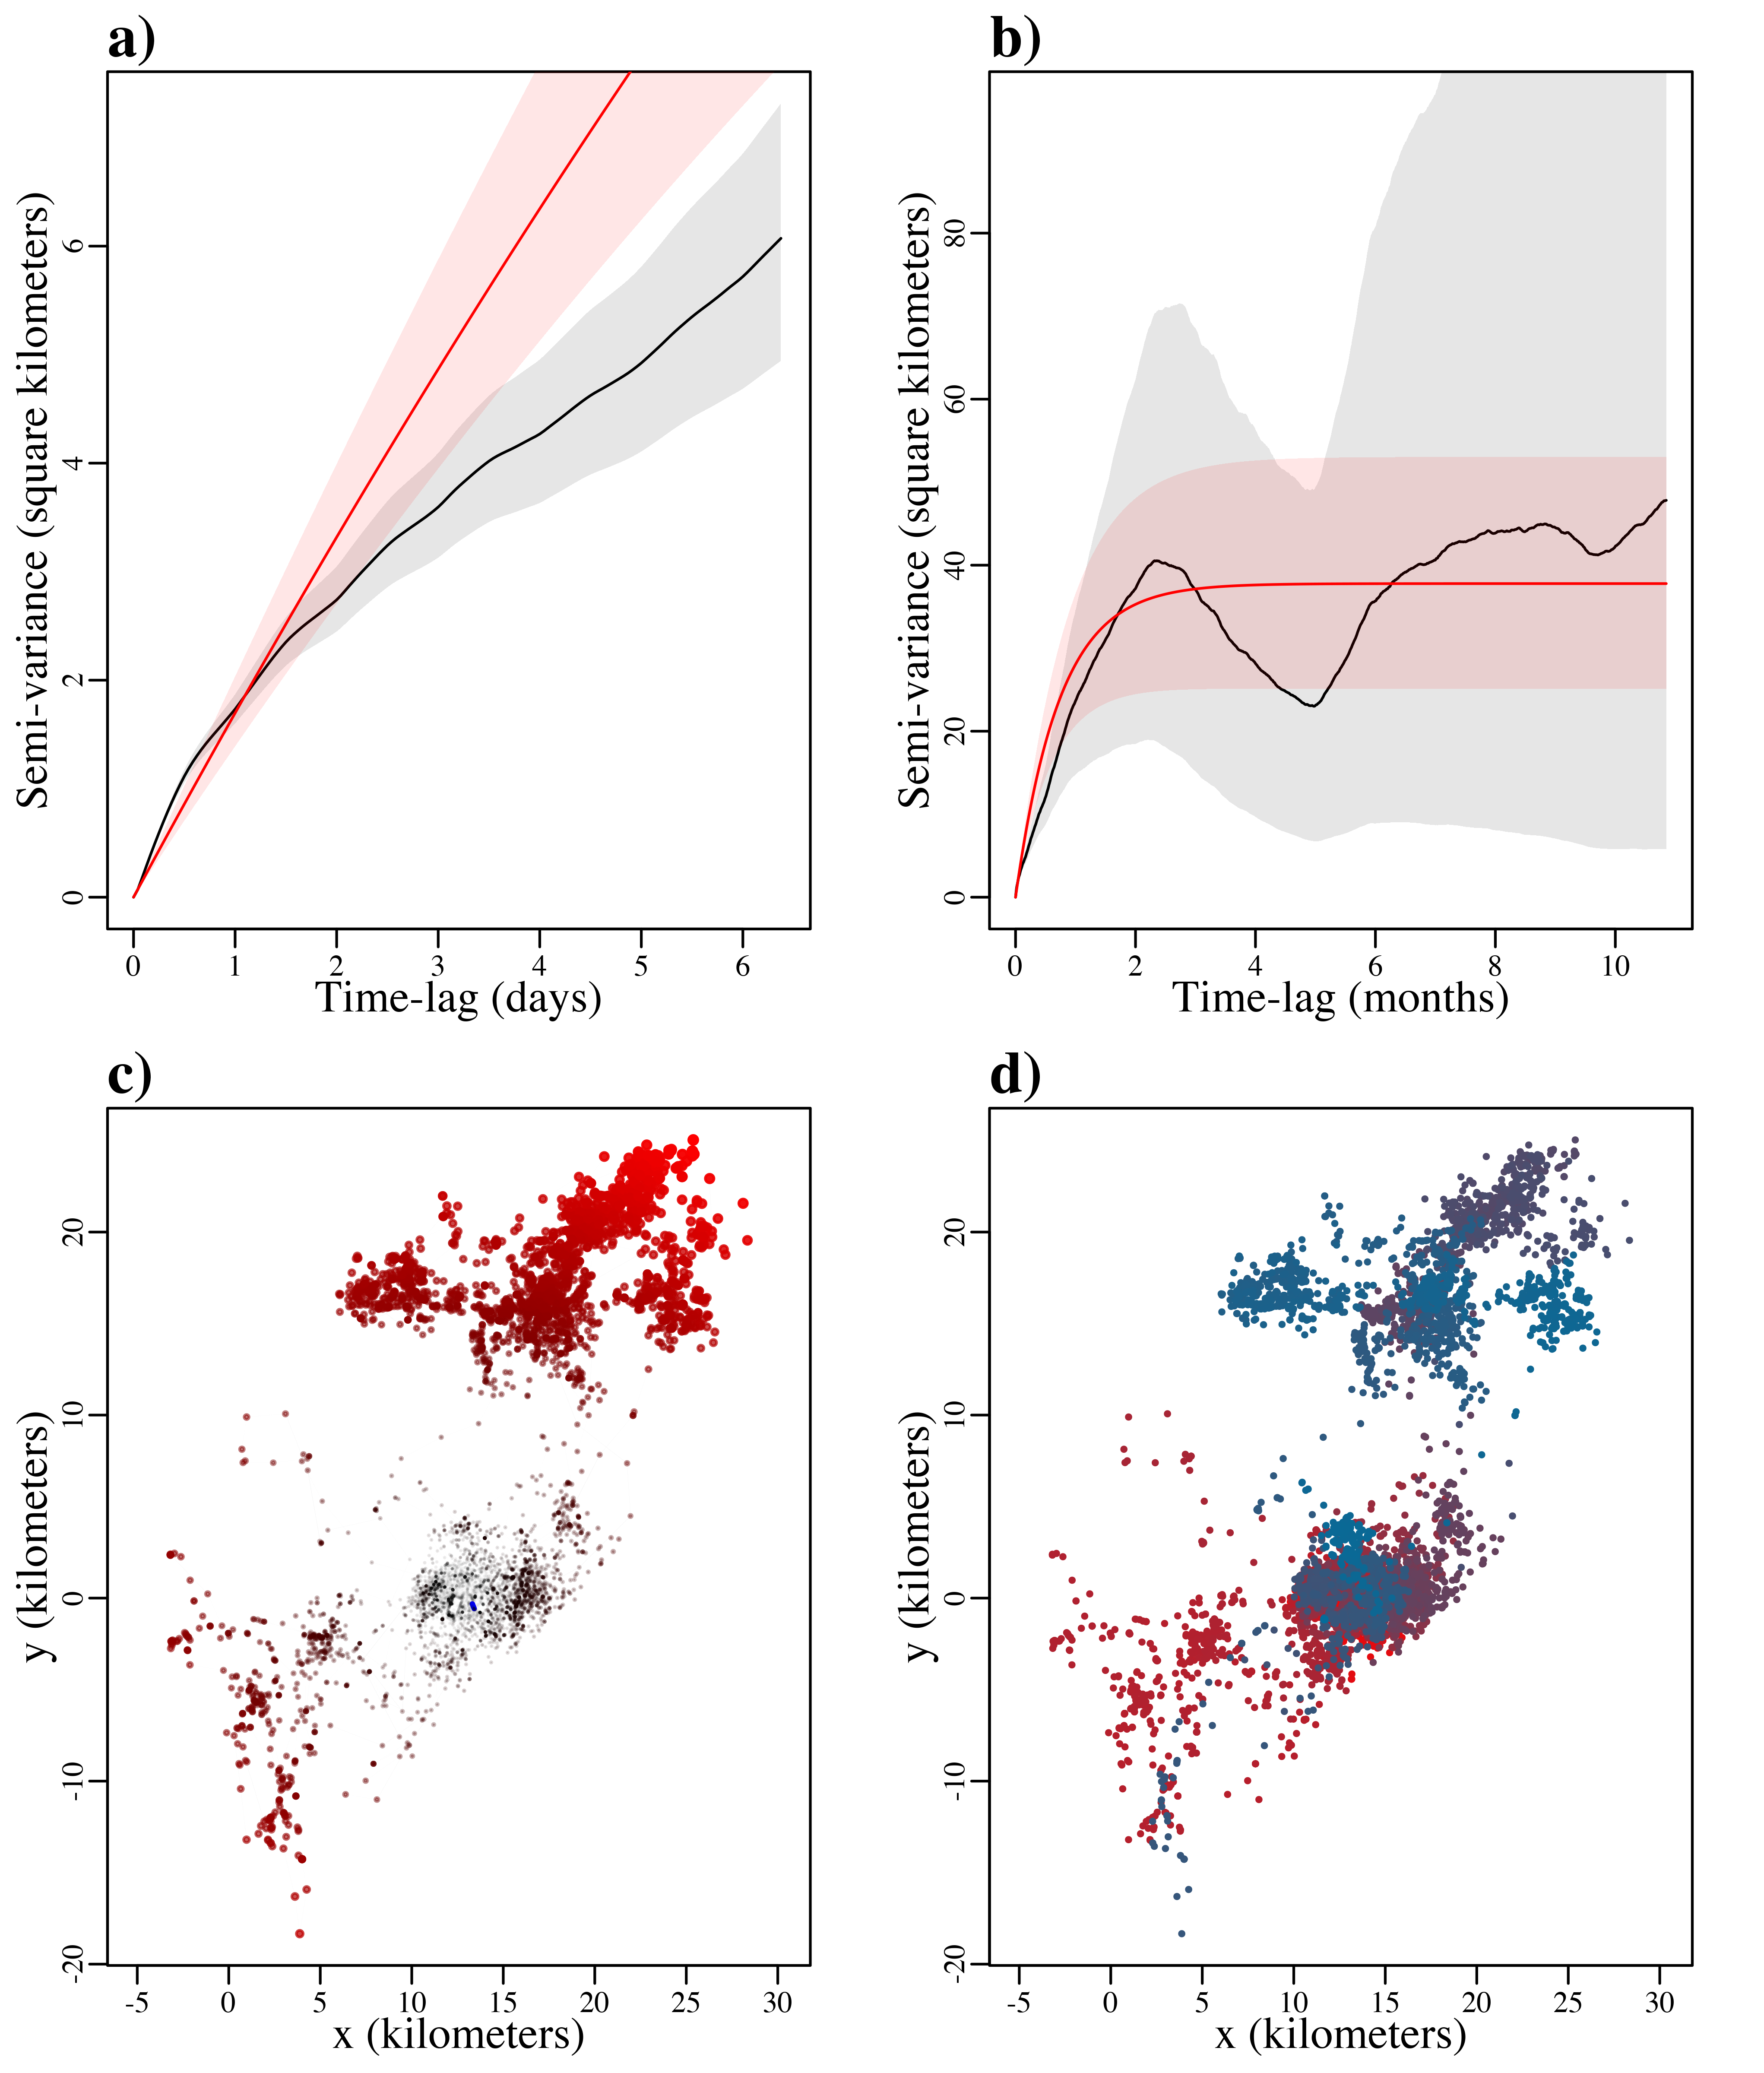 a)
Semi-variance (square kilometers)
6
4
2
0
0 1 2 3 4 5 6
Time-lag (days)
b)
Semi-variance (square kilometers)
80
60
40
20
0
0 2 4 6 8 10
Time-lag (months)
c)
y (kilometers)
20
10
0
-10
-20
-5 0 5 10 15 20 25 30
x (kilometers)
d)
y (kilometers)
20
10
0
-10
-20
-5 0 5 10 15 20 25 30
x (kilometers)